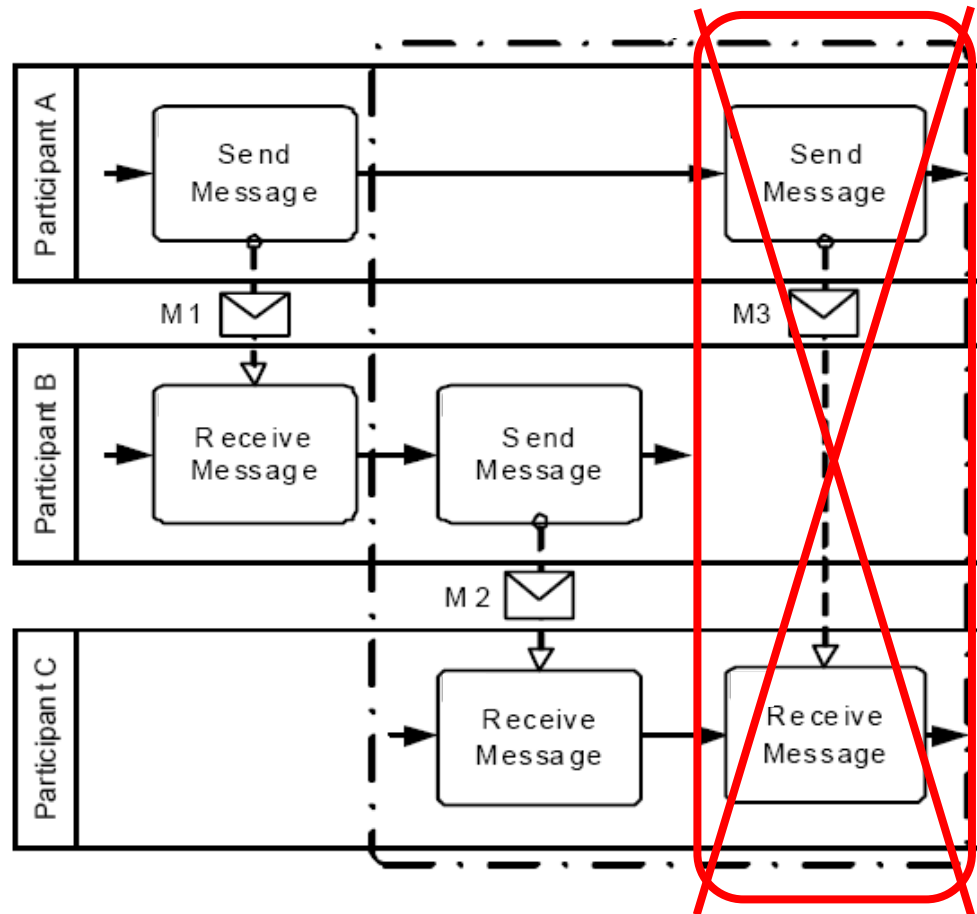 Participant A
Send
Message
Send
Message
M1
M3
Participant B
Receive
Message
Send
Message
M2
Participant C
Receive
Message
Receive
Message